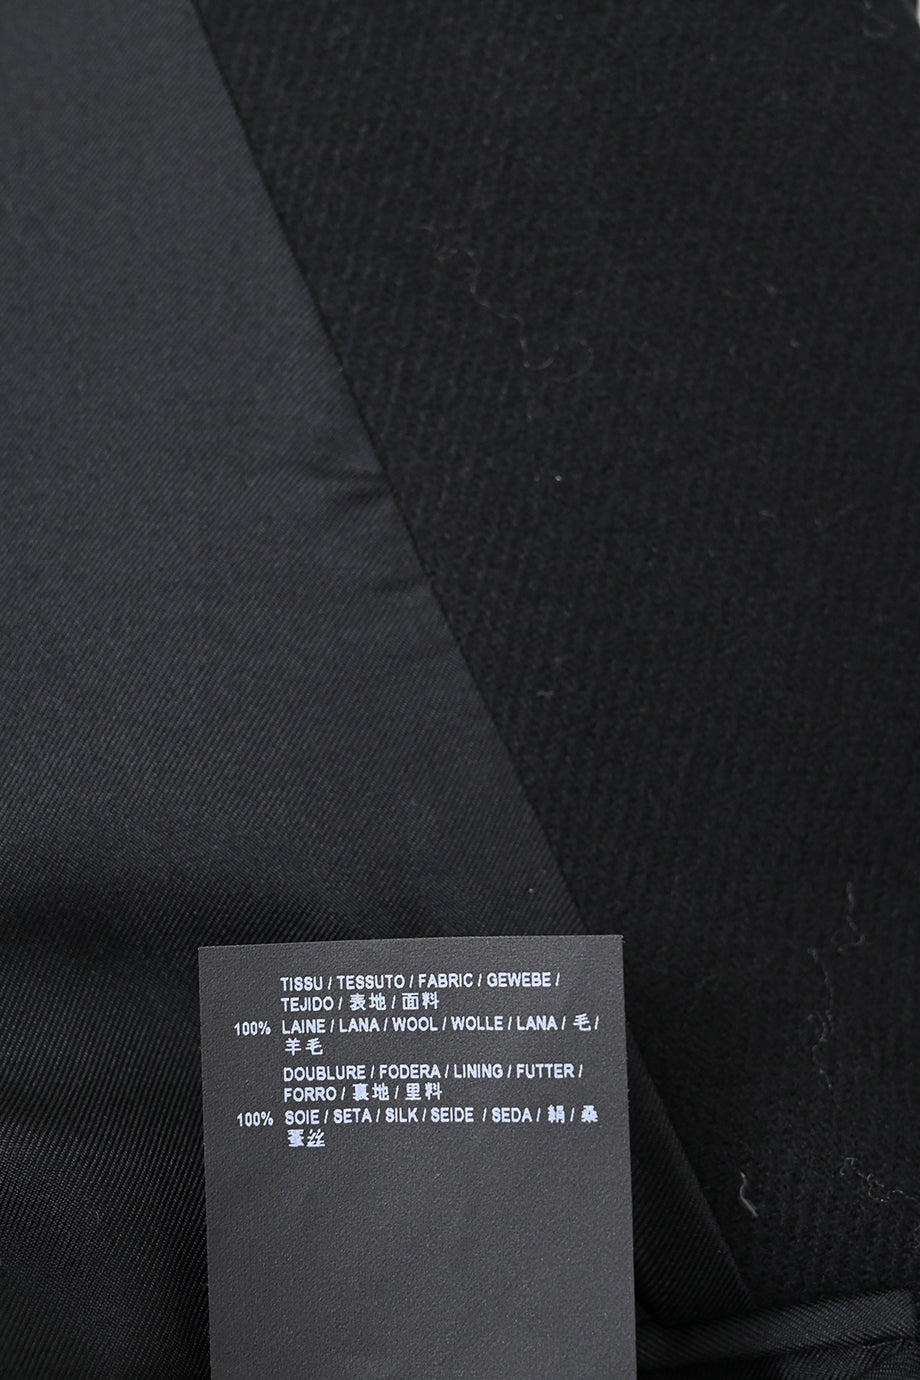 TISSU / TESSUTO / FABRIC / GEWEBE /
TEJIDO / 表地 / 面料
100% LAINE / LANA / WOOL / WOLLE / LANA / 毛 /
羊毛
DOUBLURE / FODERA / LINING / FUTTER /
FORRO / 裏地 / 里料
100% SOIE / SETA / SILK / SEIDE / SEDA / 絹 / 桑
蚕丝